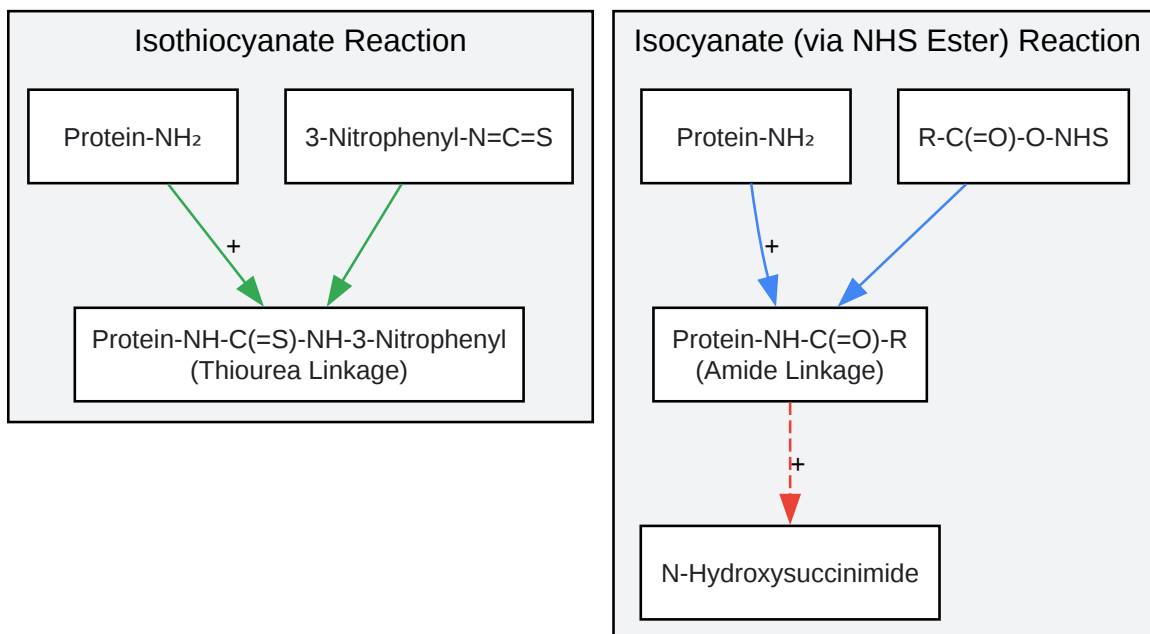 Isothiocyanate Reaction
Protein-NH₂
3-Nitrophenyl-N=C=S
+
Protein-NH-C(=S)-NH-3-Nitrophenyl
(Thiourea Linkage)
Isocyanate (via NHS Ester) Reaction
Protein-NH₂
R-C(=O)-O-NHS
+
Protein-NH-C(=O)-R
(Amide Linkage)
+
N-Hydroxysuccinimide